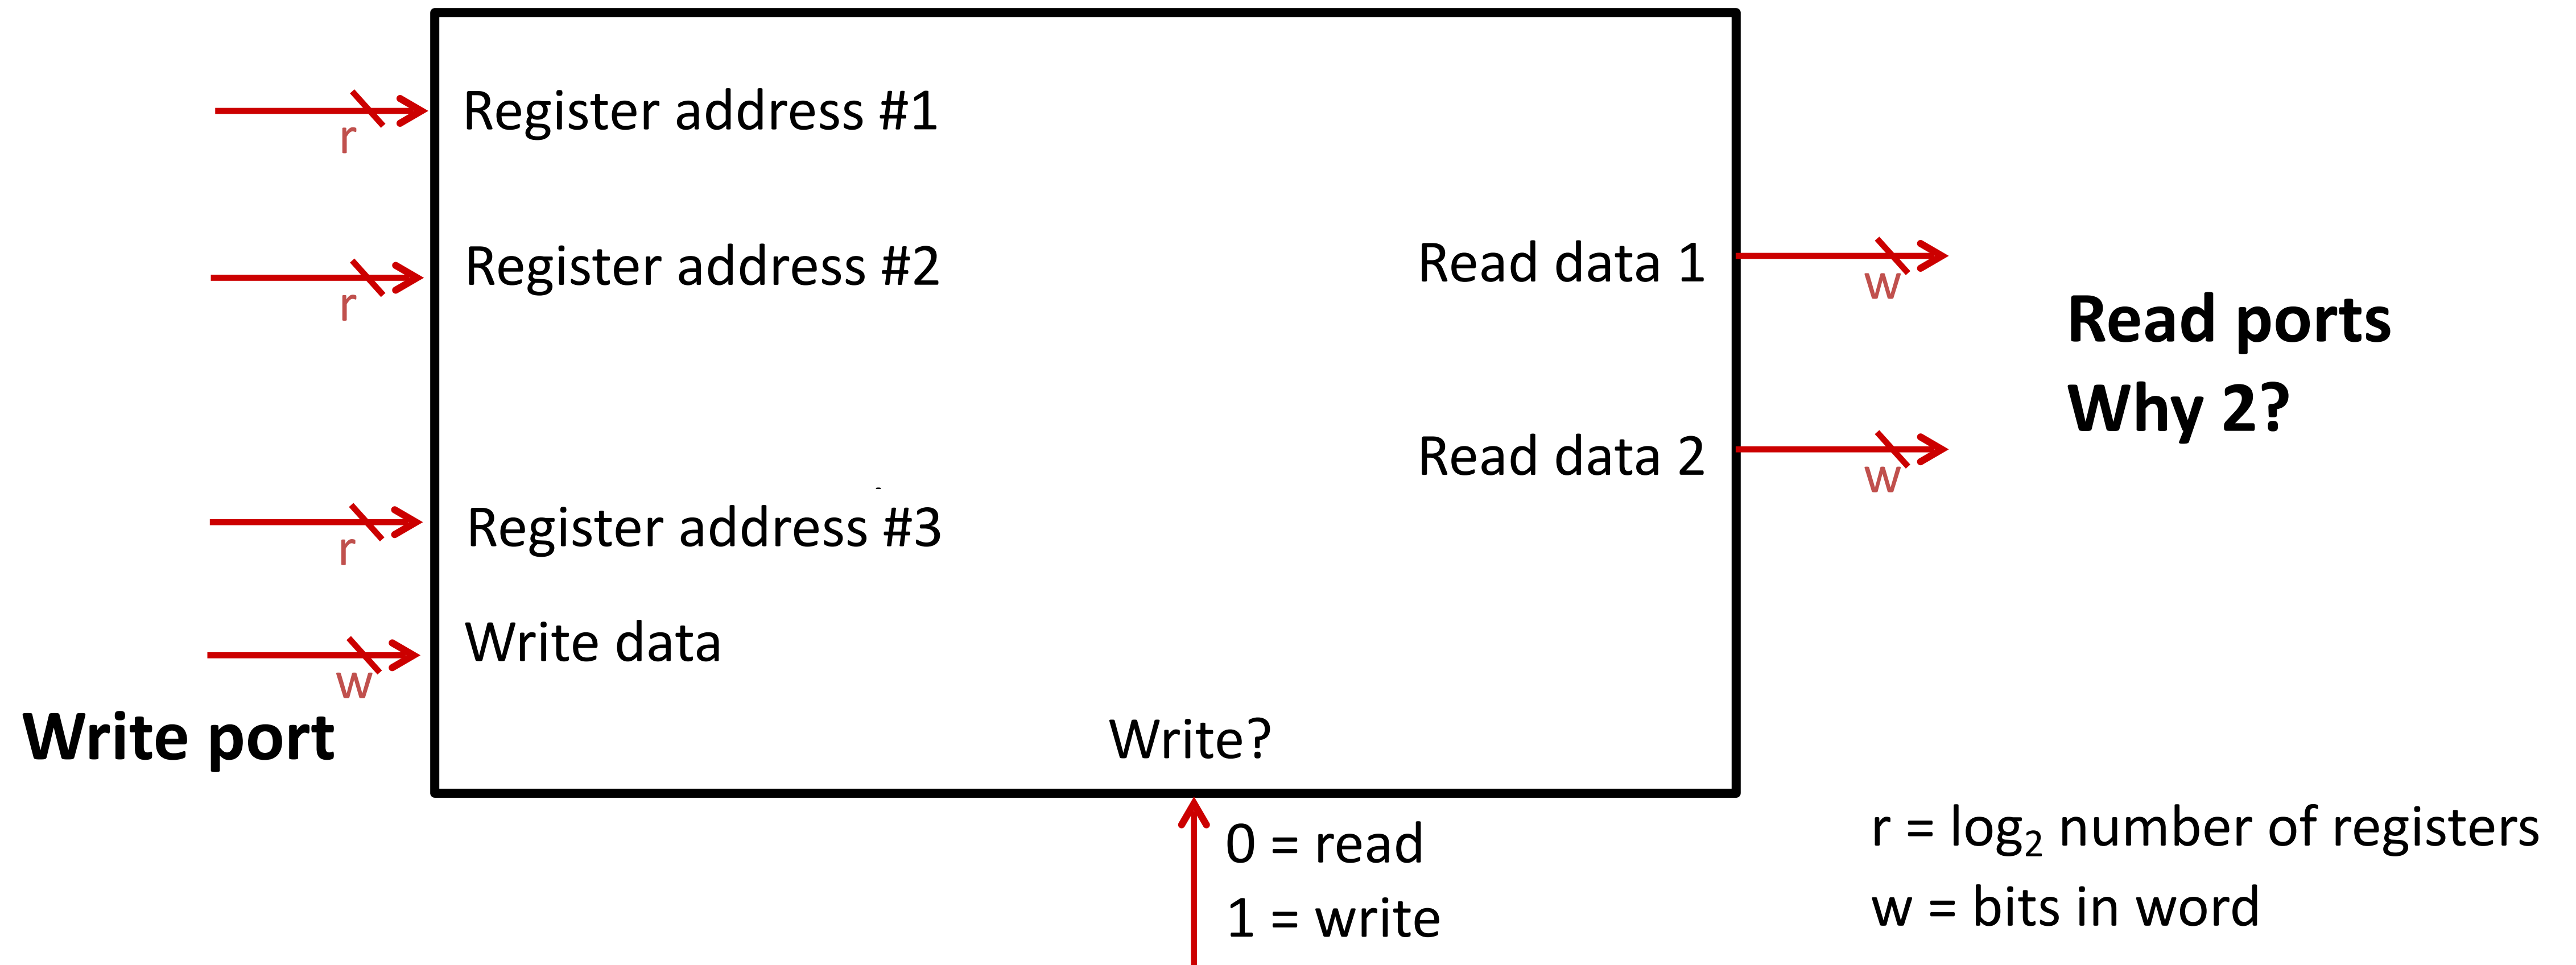 Register address #1
r
Register address #2
r
Read data 1
w
Read ports
Why 2?
Read data 2
w
Register address #3
r
Write data
w
Write port
Write?
0 = read
1 = write
r = log₂ number of registers
w = bits in word